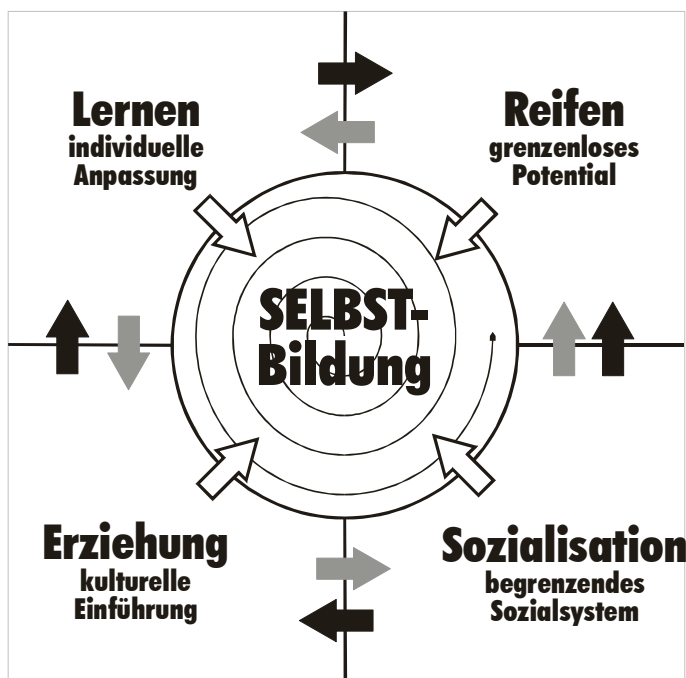 Lernen
individuelle
Anpassung
Reifen
grenzenloses
Potential
SELBST-
Bildung
Erziehung
kulturelle
Einführung
Sozialisation
begrenzendes
Sozialsystem